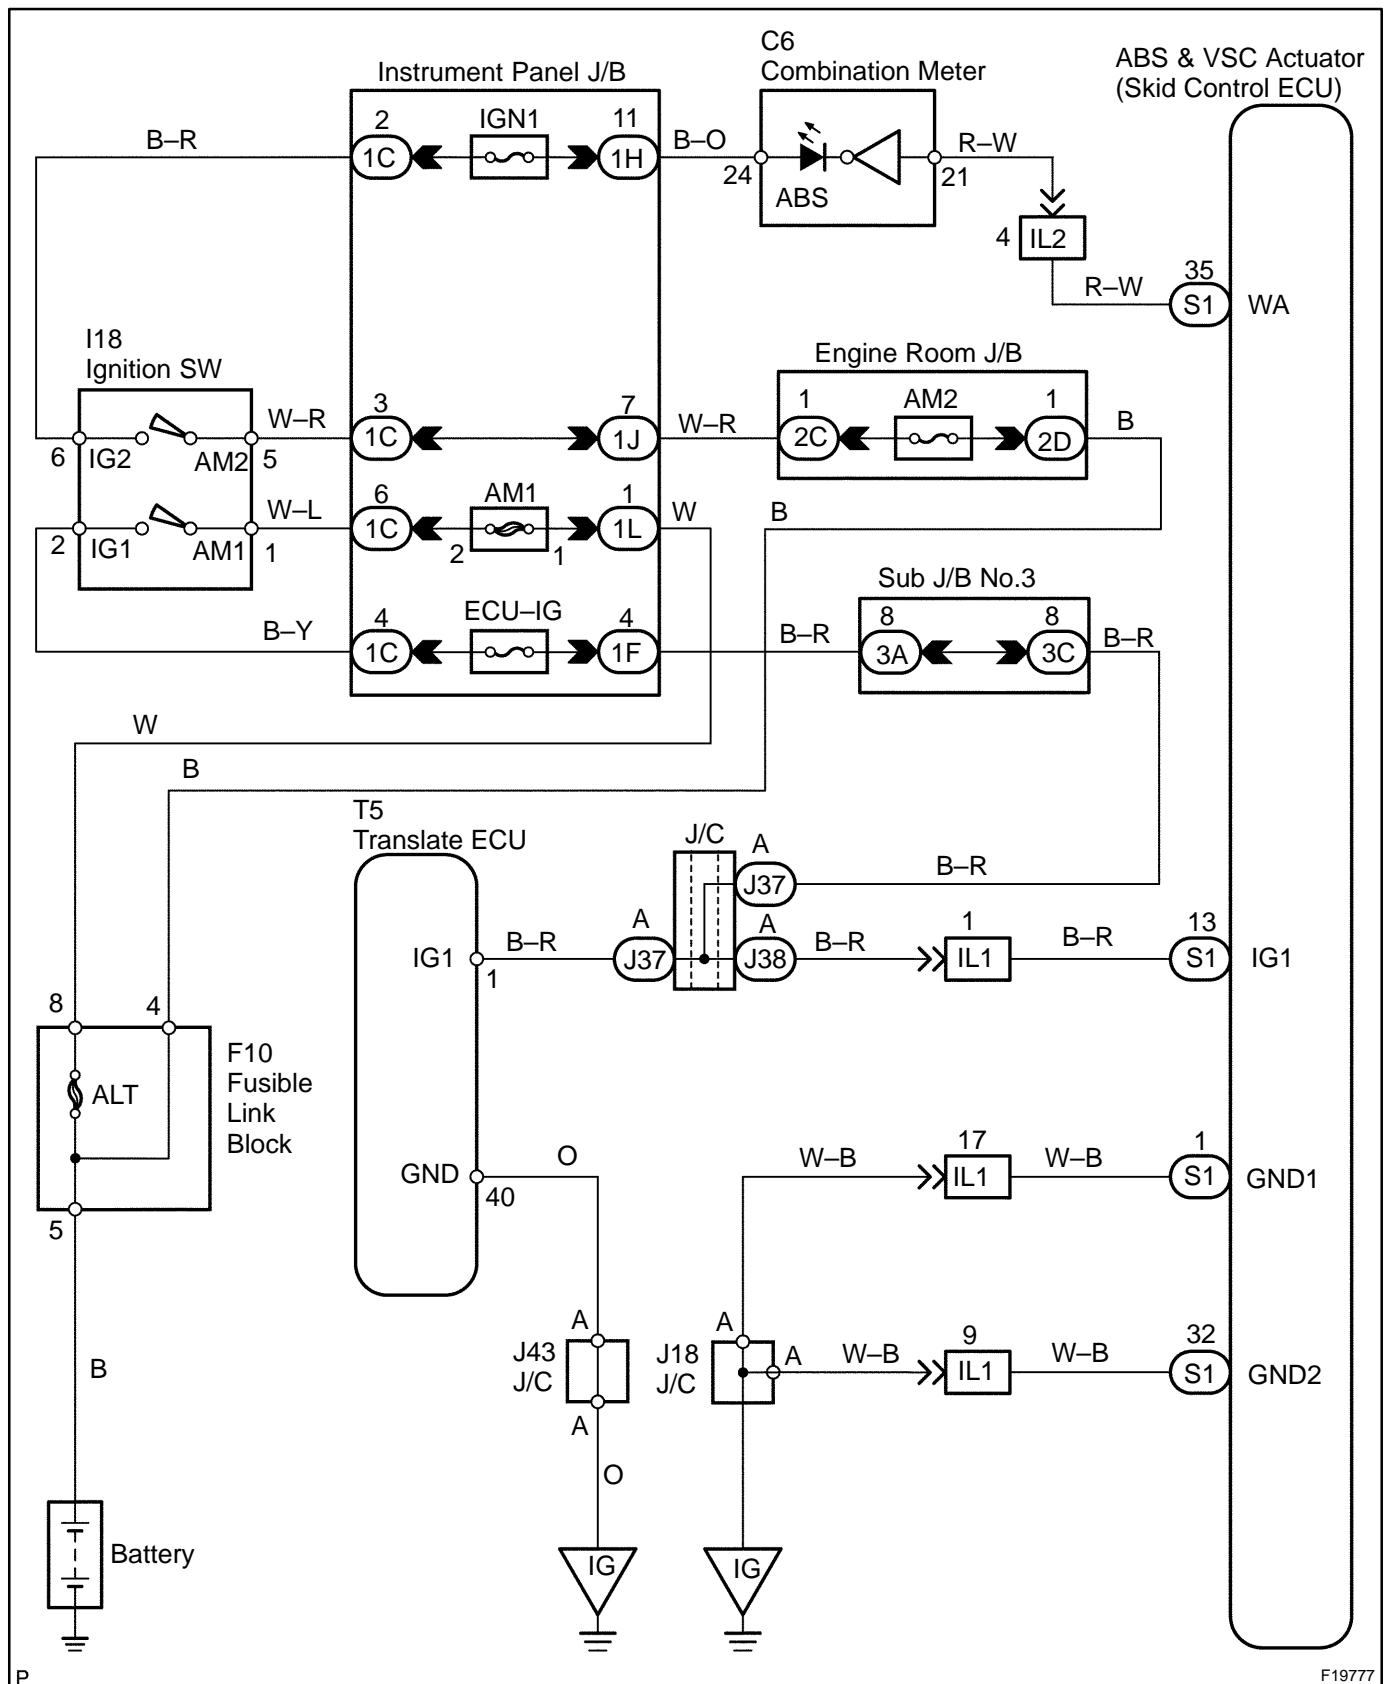 C6
Combination Meter
ABS & VSC Actuator
(Skid Control ECU)
Instrument Panel J/B
B–R
2
1C
IGN1
11
1H
B–O
24
ABS
21
R–W
4
IL2
R–W
35
S1
WA
I18
Ignition SW
Engine Room J/B
6
IG2
AM2
5
W–R
3
1C
7
1J
W–R
1
2C
AM2
1
2D
B
2
IG1
AM1
1
W–L
6
1C
AM1
2
1
1
1L
W
B
Sub J/B No.3
B–Y
4
1C
ECU–IG
4
1F
B–R
8
3A
8
3C
B–R
W
B
T5
Translate ECU
J/C
A
J37
B–R
IG1
1
B–R
A
J37
A
J38
B–R
1
IL1
B–R
13
S1
IG1
8
4
ALT
F10
Fusible
Link
Block
5
GND
40
O
W–B
17
IL1
W–B
1
S1
GND1
B
A
J43
J/C
A
A
J18
J/C
A
W–B
9
IL1
W–B
32
S1
GND2
O
Battery
IG
IG
P
F19777